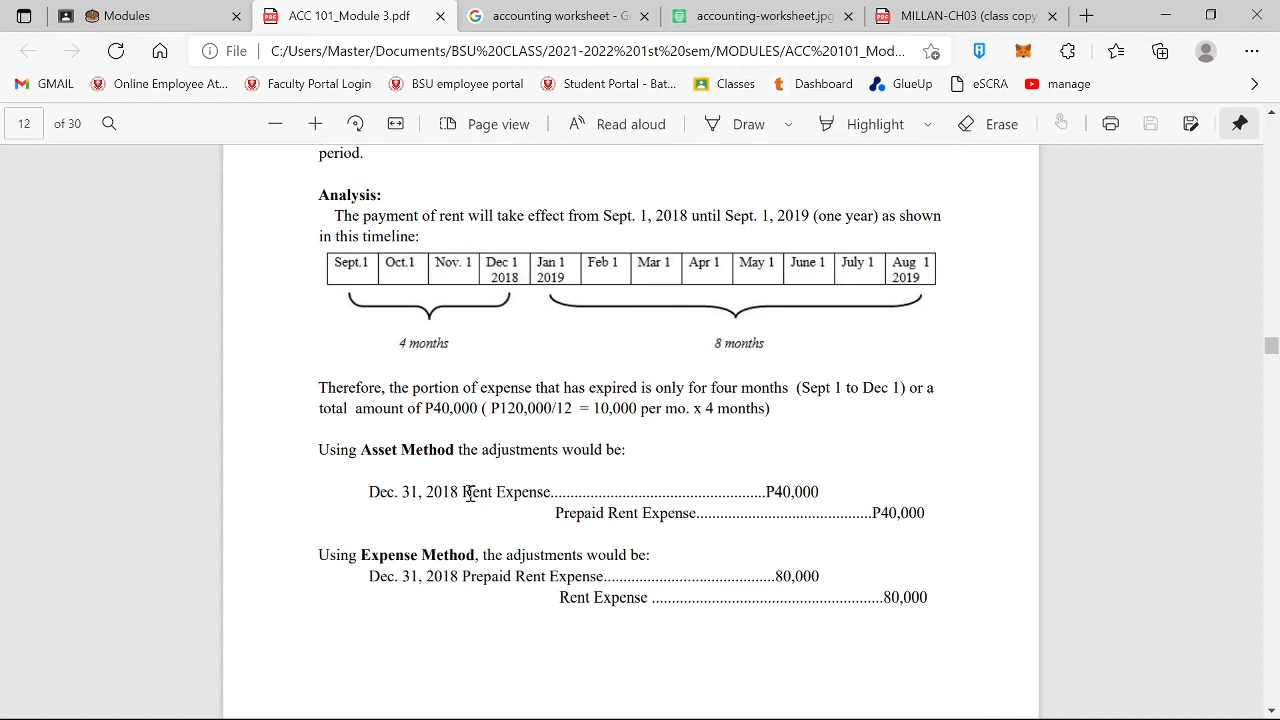 Modules
ACC 101_Module 3.pdf
accounting worksheet - G
accounting-worksheet.jpg
MILLAN-CH03 (class copy
File
C:/Users/Master/Documents/BSU%20CLASS/2021-2022%201st%20sem/MODULES/ACC%20101_Mod...
GMAIL
Online Employee At...
Faculty Portal Login
BSU employee portal
Student Portal - Bat...
Classes
Dashboard
GlueUp
eSCRA
manage
12 of 30
Page view
Read aloud
Draw
Highlight
Erase
period.
Analysis:
The payment of rent will take effect from Sept. 1, 2018 until Sept. 1, 2019 (one year) as shown
in this timeline:
Sept.1 Oct.1 Nov. 1 Dec 1 Jan 1 Feb 1 Mar 1 Apr 1 May 1 June 1 July 1 Aug 1
2018 2019 2019
4 months 8 months
Therefore, the portion of expense that has expired is only for four months (Sept 1 to Dec 1) or a
total amount of P40,000 ( P120,000/12 = 10,000 per mo. x 4 months)
Using Asset Method the adjustments would be:
Dec. 31, 2018 Rent Expense......................................................P40,000
Prepaid Rent Expense............................................P40,000
Using Expense Method, the adjustments would be:
Dec. 31, 2018 Prepaid Rent Expense...........................................80,000
Rent Expense ..........................................................80,000